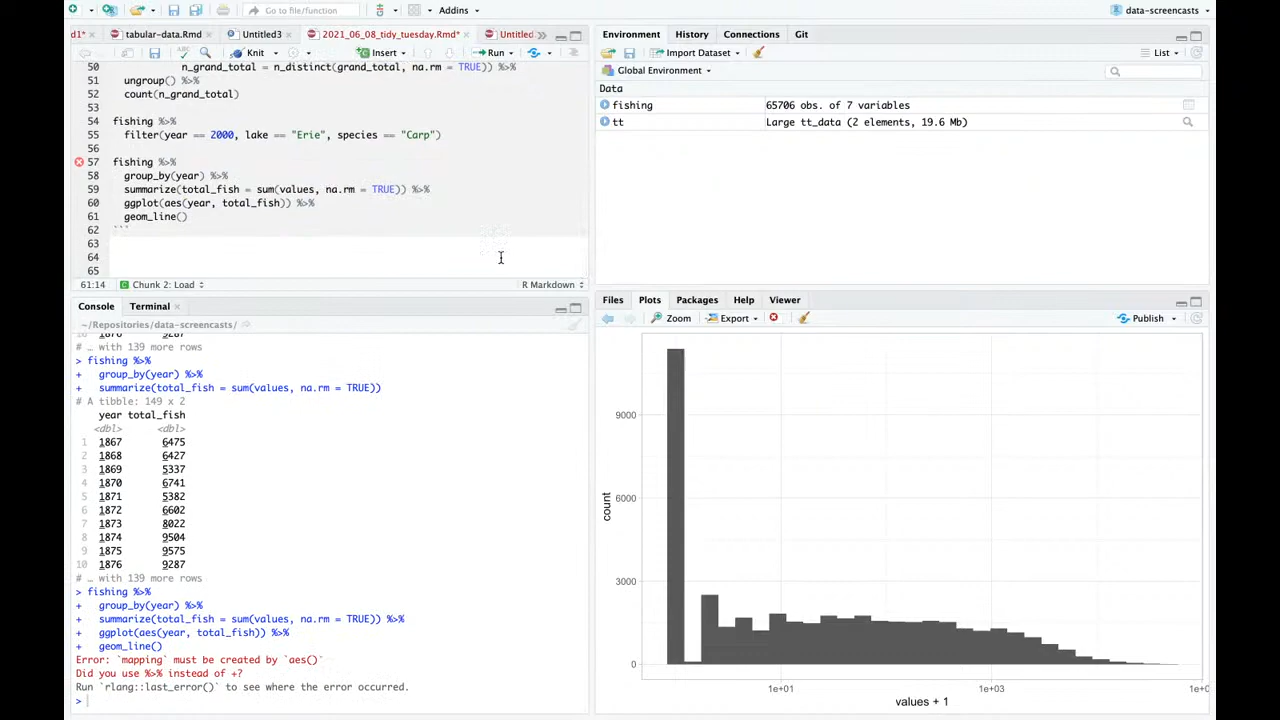 Go to file/function
Addins
data-screencasts
d1*
tabular-data.Rmd
Untitled3
2021_06_08_tidy_tuesday.Rmd*
Untitled
Knit
Insert
Run
50 n_grand_total = n_distinct(grand_total, na.rm = TRUE)) %>%
51 ungroup() %>%
52 count(n_grand_total)
53
54 fishing %>%
55 filter(year == 2000, lake == "Erie", species == "Carp")
56
57 fishing %>%
58 group_by(year) %>%
59 summarize(total_fish = sum(values, na.rm = TRUE)) %>%
60 ggplot(aes(year, total_fish)) %>%
61 geom_line()
62 ```
63
64
65
61:14 Chunk 2: Load R Markdown
Console Terminal
~/Repositories/data-screencasts/
10 1876 9287
# … with 139 more rows
> fishing %>%
+ group_by(year) %>%
+ summarize(total_fish = sum(values, na.rm = TRUE))
# A tibble: 149 x 2
year total_fish
<dbl> <dbl>
1 1867 6475
2 1868 6427
3 1869 5337
4 1870 6741
5 1871 5382
6 1872 6602
7 1873 8022
8 1874 9504
9 1875 9575
10 1876 9287
# … with 139 more rows
> fishing %>%
+ group_by(year) %>%
+ summarize(total_fish = sum(values, na.rm = TRUE)) %>%
+ ggplot(aes(year, total_fish)) %>%
+ geom_line()
Error: `mapping` must be created by `aes()`
Did you use %>% instead of +?
Run `rlang::last_error()` to see where the error occurred.
>
Environment History Connections Git
Import Dataset
List
Global Environment
Data
fishing 65706 obs. of 7 variables
tt Large tt_data (2 elements, 19.6 Mb)
Files Plots Packages Help Viewer
Zoom Export Publish
count
9000
6000
3000
0
1e+01 1e+03 1e+0
values + 1